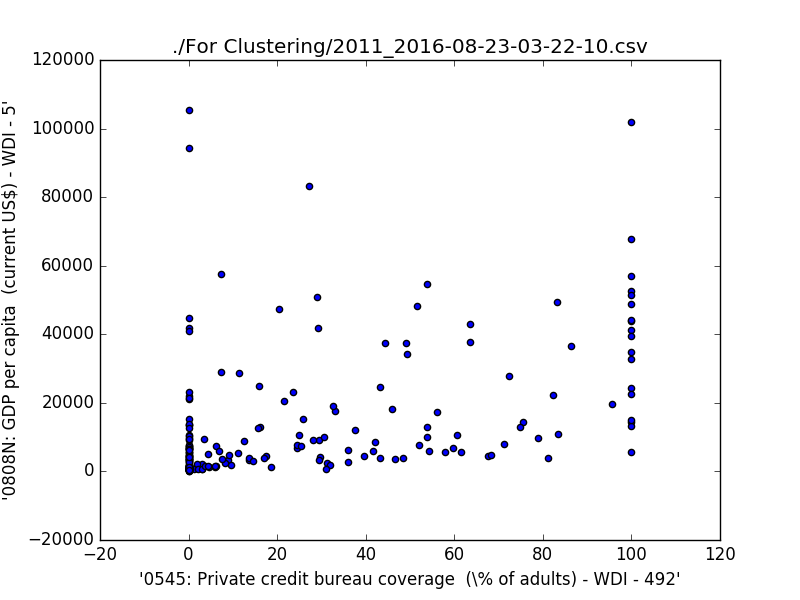 ./For Clustering/2011_2016-08-23-03-22-10.csv
120000
100000
80000
60000
40000
20000
0
−20000
'0808N: GDP per capita  (current US$) - WDI - 5'
−20 0 20 40 60 80 100 120
'0545: Private credit bureau coverage  (\% of adults) - WDI - 492'